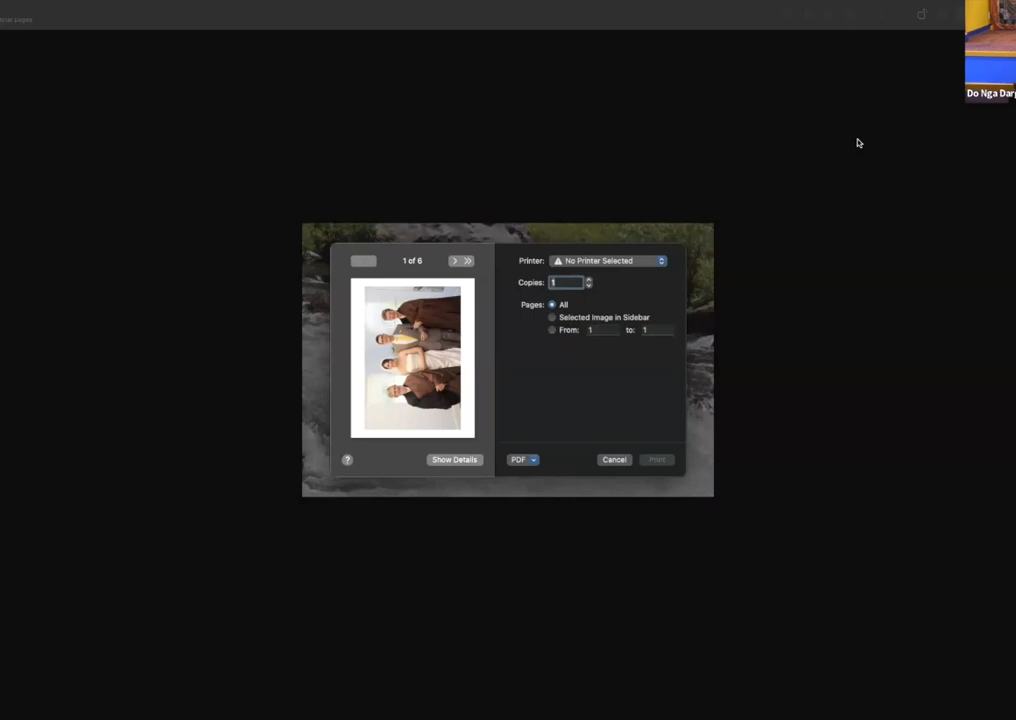 Do Nga Dar
1 of 6
Printer: No Printer Selected
Copies: 1
Pages: All
Selected Image in Sidebar
From: 1 to: 1
? Show Details PDF Cancel Print